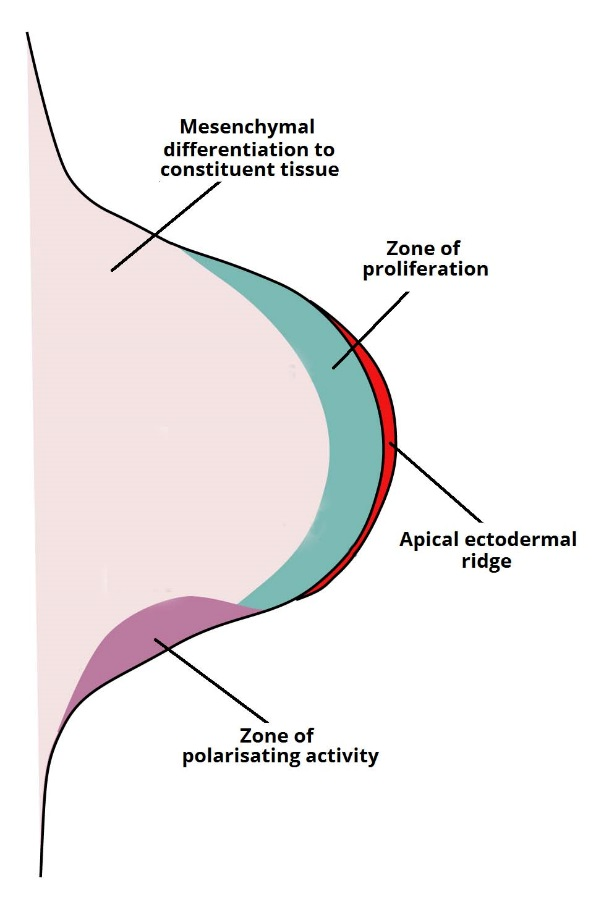 Mesenchymal
differentiation to
constituent tissue
Zone of
proliferation
Apical ectodermal
ridge
Zone of
polarisating activity